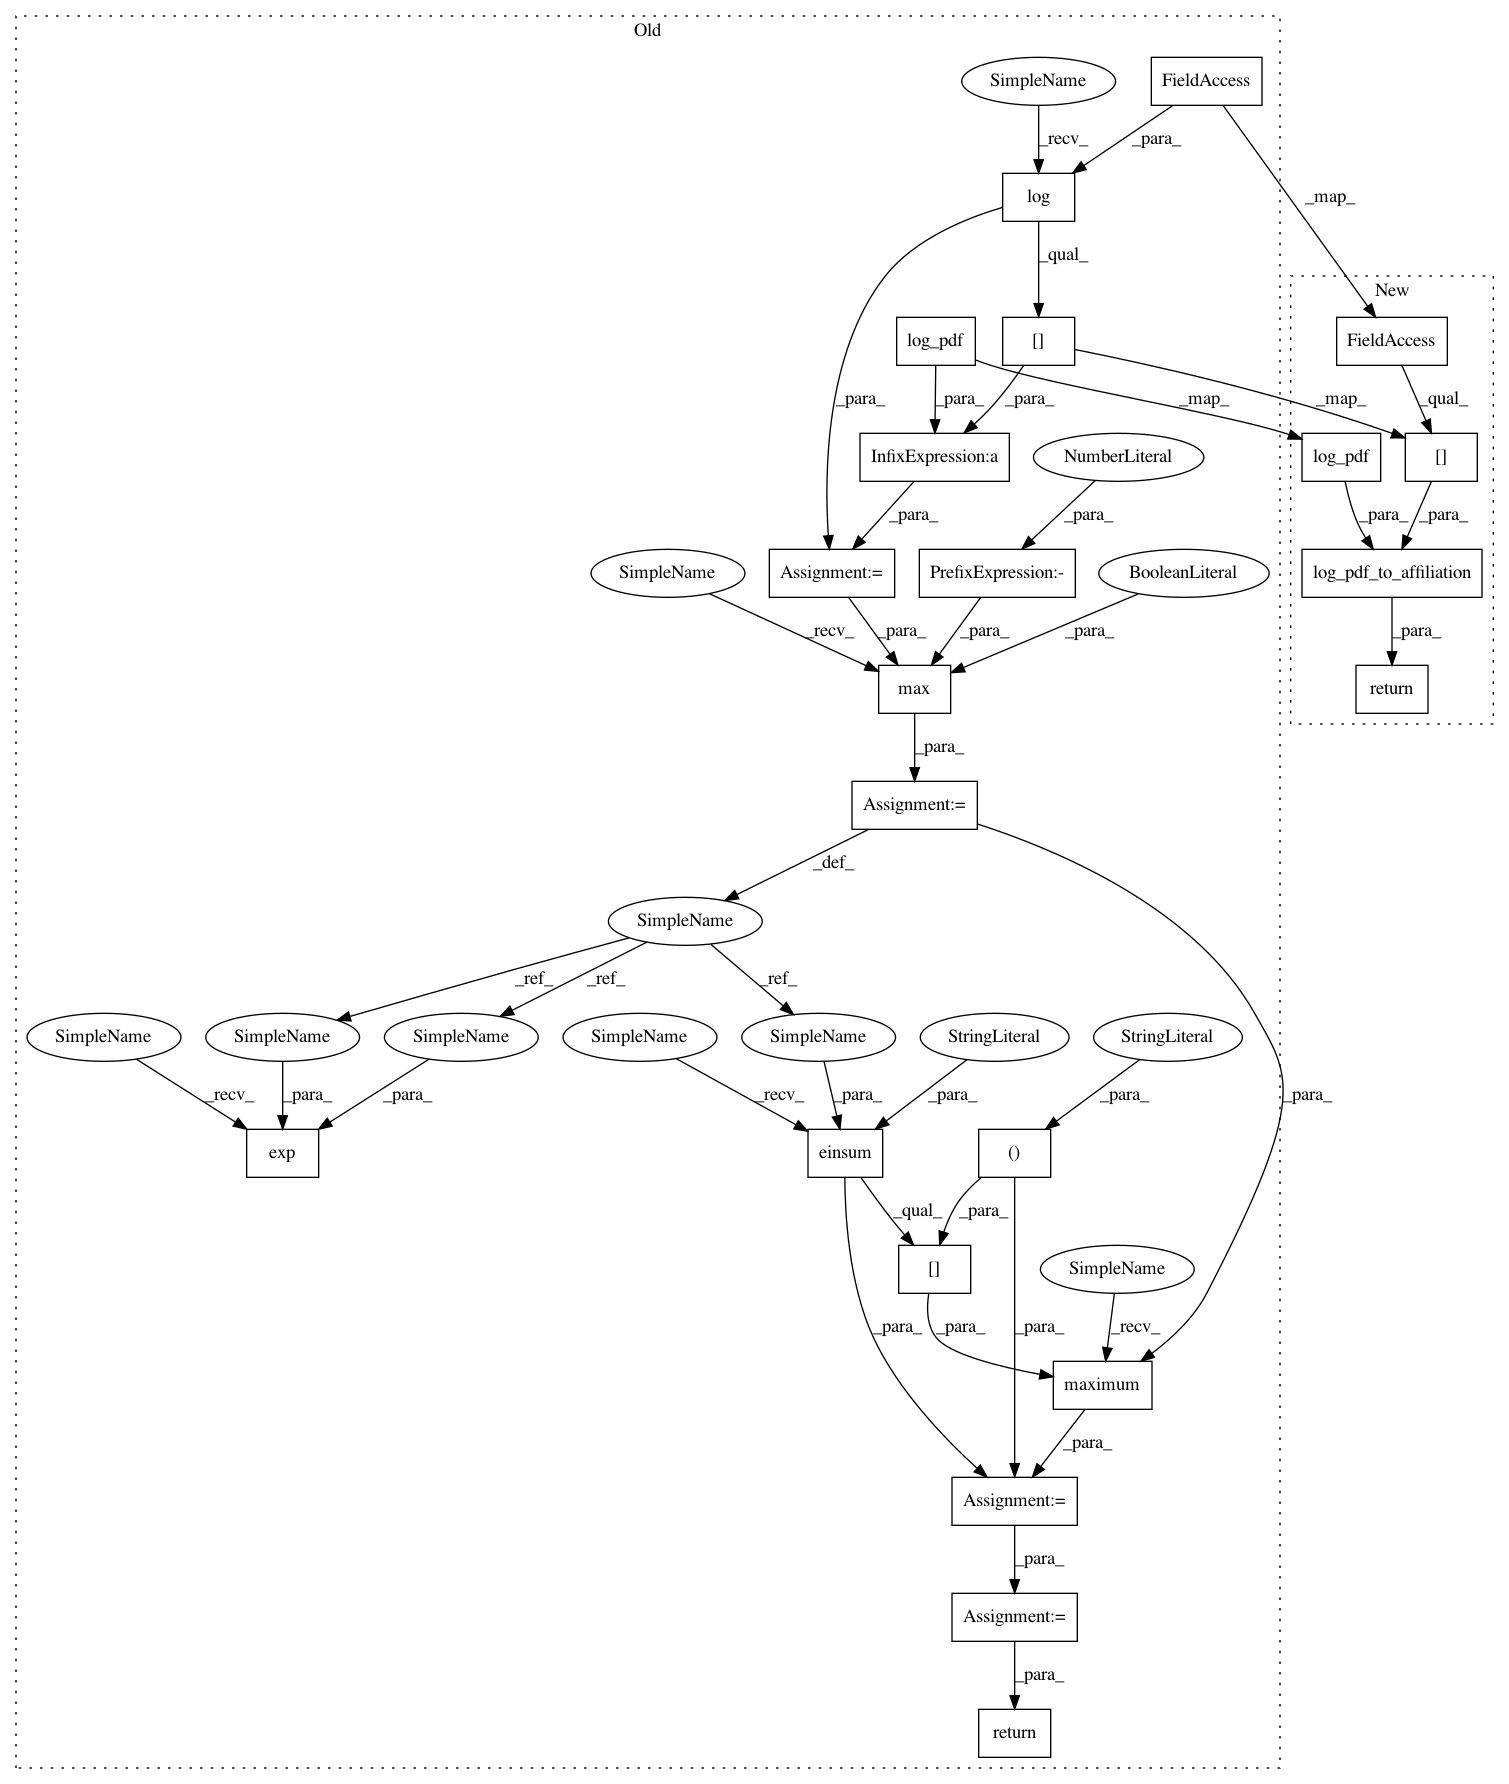 Old
SimpleName
FieldAccess
_recv_
_para_
log
_map_
_qual_
New
log_pdf
[]
FieldAccess
_para_
_para_
_para_
_map_
_map_
_qual_
InfixExpression:a
NumberLiteral
log_pdf
[]
_para_
_para_
_para_
_para_
SimpleName
Assignment:=
PrefixExpression:-
BooleanLiteral
log_pdf_to_affiliation
_recv_
_para_
_para_
_para_
_para_
max
return
_para_
Assignment:=
_def_
SimpleName
_ref_
_ref_
_ref_
SimpleName
SimpleName
SimpleName
SimpleName
SimpleName
StringLiteral
StringLiteral
_recv_
_para_
_para_
_recv_
_para_
_para_
_para_
_para_
exp
einsum
()
_qual_
_para_
[]
SimpleName
_para_
_para_
_para_
_recv_
maximum
_para_
Assignment:=
_para_
Assignment:=
_para_
return